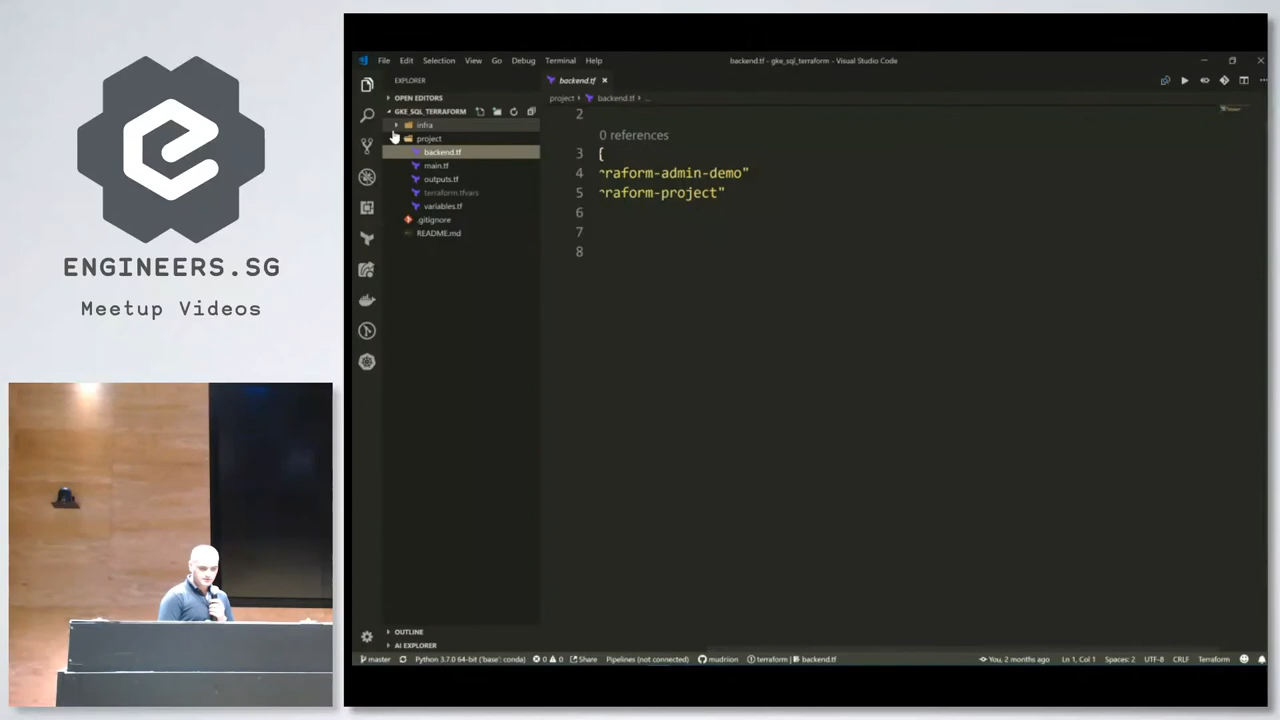 ENGINEERS.SG
Meetup Videos
File Edit Selection View Go Debug Terminal Help
backend.tf - gke_sql_terraform - Visual Studio Code
EXPLORER
OPEN EDITORS
GKE_SQL_TERRAFORM
infra
project
backend.tf
main.tf
outputs.tf
terraform.tfvars
variables.tf
.gitignore
README.md
OUTLINE
AI EXPLORER
backend.tf
project > backend.tf > ...
2
0 references
3 {
4 raform-admin-demo"
5 raform-project"
6
7
8
master Python 3.7.0 64-bit ('base': conda) 0 0 Share Pipelines (not connected) mudriion terraform | backend.tf You, 2 months ago Ln 1, Col 1 Spaces: 2 UTF-8 CRLF Terraform